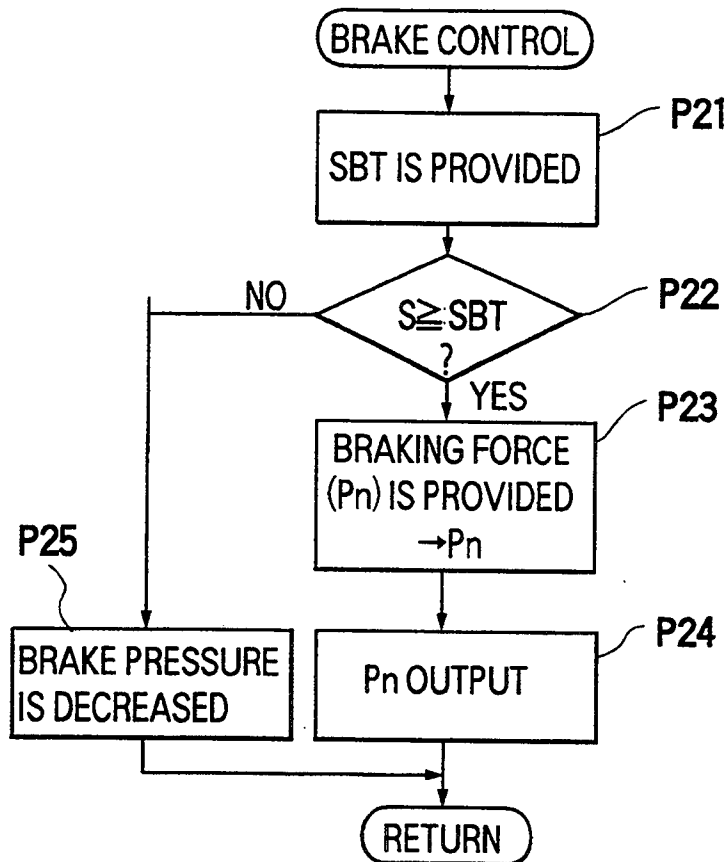 BRAKE CONTROL
P21
SBT IS PROVIDED
P22
NO
S≧SBT
?
YES
P23
BRAKING FORCE
(Pn) IS PROVIDED
→Pn
P25
P24
BRAKE PRESSURE
IS DECREASED
Pn OUTPUT
RETURN